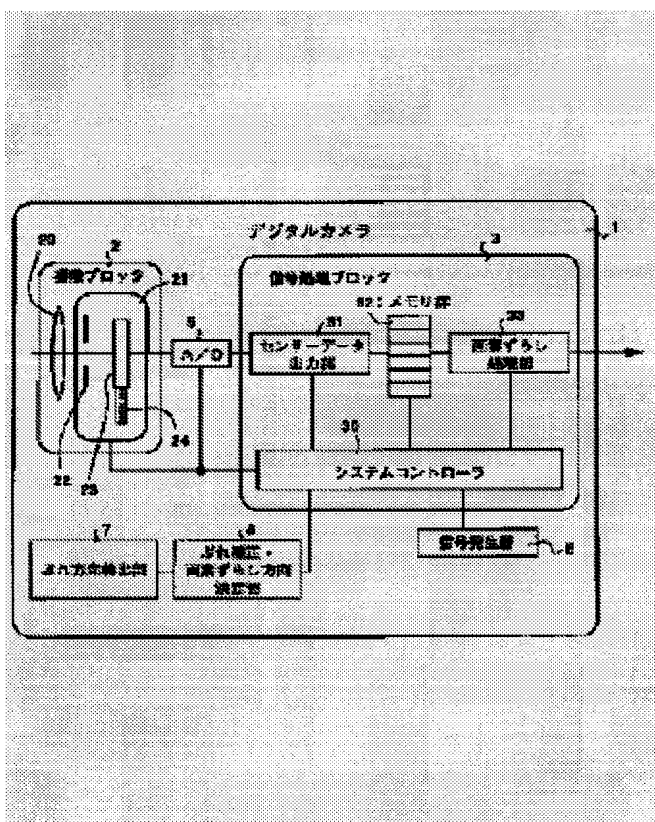 デジタルカメラ
1
20
2
撮像ブロック
21
3
信号処理ブロック
5
A/D
31
センサーデータ
出力部
32:メモリ部
33
画素ずらし
処理部
22
23
24
35
システムコントローラ
7
ぶれ方向検出部
8
ぶれ補正・
画素ずらし方向
決定部
信号発生器
6